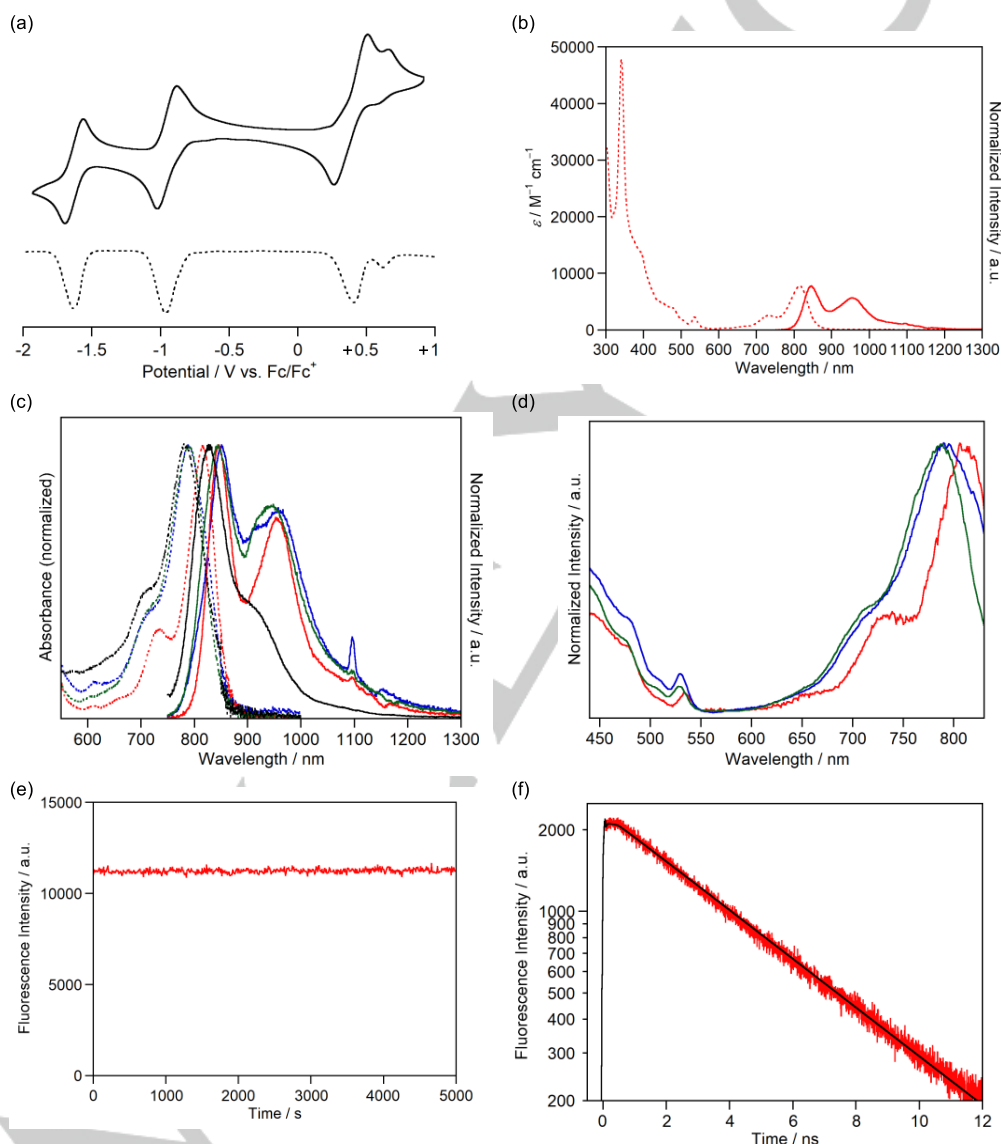 (a)
-2 -1.5 -1 -0.5 0 +0.5 +1
Potential / V vs. Fc/Fc⁺
(b)
50000
40000
30000
20000
10000
0
ε / M⁻¹ cm⁻¹
Normalized Intensity / a.u.
300 400 500 600 700 800 900 1000 1100 1200 1300
Wavelength / nm
(c)
Absorbance (normalized)
Normalized Intensity / a.u.
600 700 800 900 1000 1100 1200 1300
Wavelength / nm
(d)
Normalized Intensity / a.u.
450 500 550 600 650 700 750 800
Wavelength / nm
(e)
15000
10000
5000
0
Fluorescence Intensity / a.u.
0 1000 2000 3000 4000 5000
Time / s
(f)
2000
1000
900
800
700
600
500
400
300
200
Fluorescence Intensity / a.u.
0 2 4 6 8 10 12
Time / ns